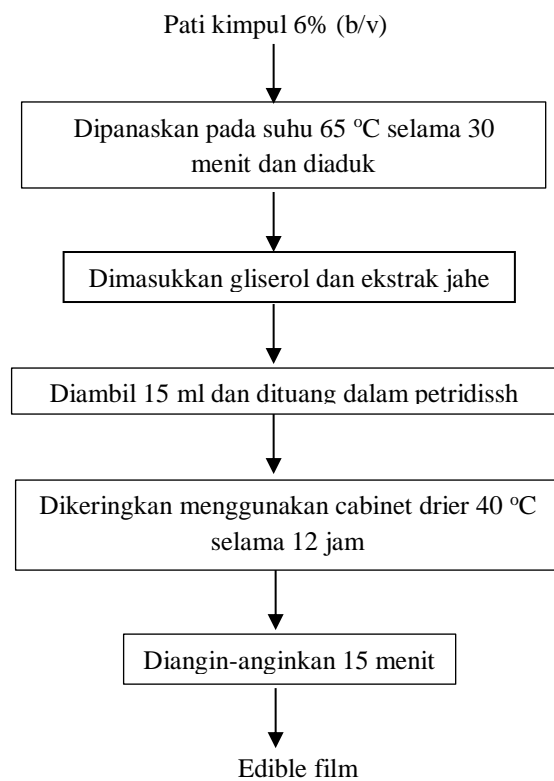 Pati kimpul 6% (b/v)
Dipanaskan pada suhu 65 °C selama 30
menit dan diaduk
Dimasukkan gliserol dan ekstrak jahe
Diambil 15 ml dan dituang dalam petridissh
Dikeringkan menggunakan cabinet drier 40 °C
selama 12 jam
Diangin-anginkan 15 menit
Edible film